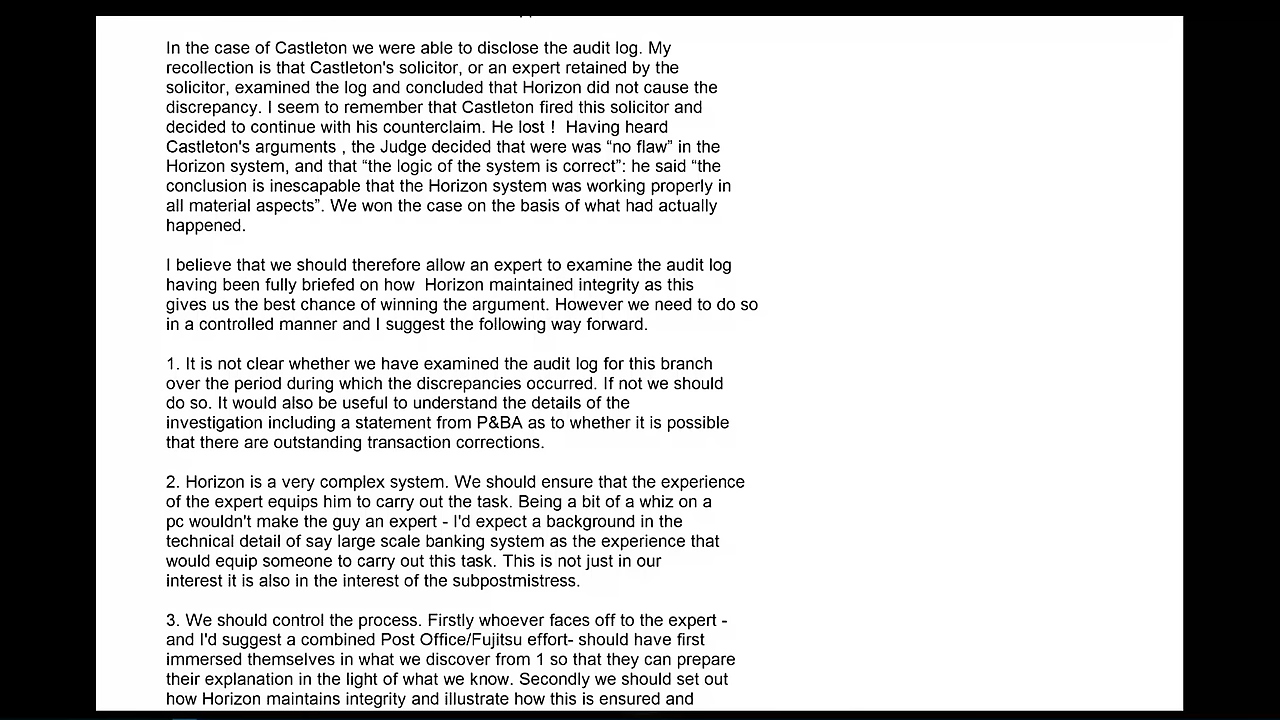 In the case of Castleton we were able to disclose the audit log. My
recollection is that Castleton's solicitor, or an expert retained by the
solicitor, examined the log and concluded that Horizon did not cause the
discrepancy. I seem to remember that Castleton fired this solicitor and
decided to continue with his counterclaim. He lost ! Having heard
Castleton's arguments , the Judge decided that were was “no flaw” in the
Horizon system, and that “the logic of the system is correct”: he said “the
conclusion is inescapable that the Horizon system was working properly in
all material aspects”. We won the case on the basis of what had actually
happened.
I believe that we should therefore allow an expert to examine the audit log
having been fully briefed on how Horizon maintained integrity as this
gives us the best chance of winning the argument. However we need to do so
in a controlled manner and I suggest the following way forward.
1. It is not clear whether we have examined the audit log for this branch
over the period during which the discrepancies occurred. If not we should
do so. It would also be useful to understand the details of the
investigation including a statement from P&BA as to whether it is possible
that there are outstanding transaction corrections.
2. Horizon is a very complex system. We should ensure that the experience
of the expert equips him to carry out the task. Being a bit of a whiz on a
pc wouldn't make the guy an expert - I'd expect a background in the
technical detail of say large scale banking system as the experience that
would equip someone to carry out this task. This is not just in our
interest it is also in the interest of the subpostmistress.
3. We should control the process. Firstly whoever faces off to the expert -
and I'd suggest a combined Post Office/Fujitsu effort- should have first
immersed themselves in what we discover from 1 so that they can prepare
their explanation in the light of what we know. Secondly we should set out
how Horizon maintains integrity and illustrate how this is ensured and